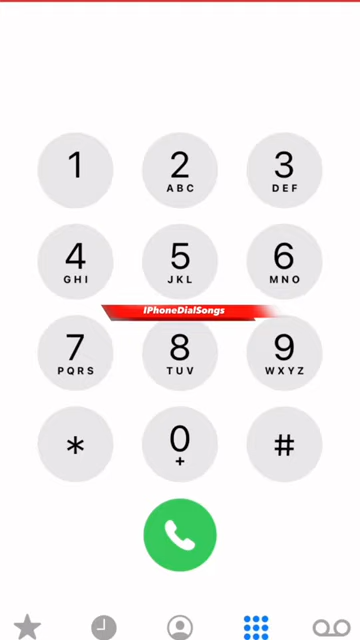 1 2 3
ABC DEF
4 5 6
GHI JKL MNO
IPhoneDialSongs
7 8 9
PQRS TUV WXYZ
* 0 #
+